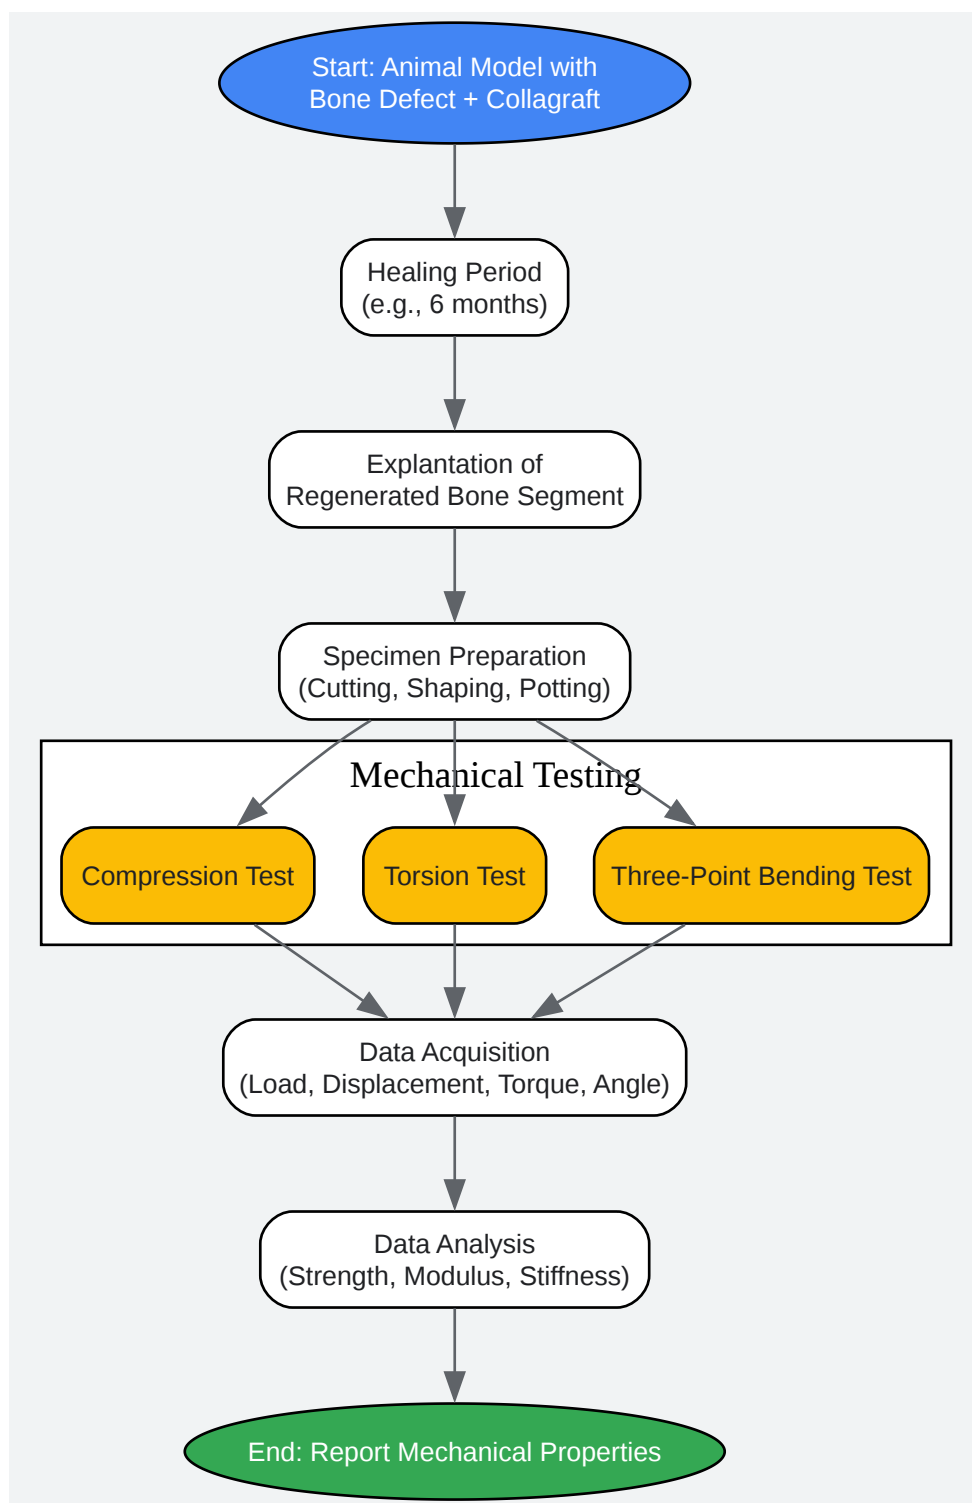 Start: Animal Model with
Bone Defect + Collagraft
Healing Period
(e.g., 6 months)
Explantation of
Regenerated Bone Segment
Specimen Preparation
(Cutting, Shaping, Potting)
Mechanical Testing
Compression Test
Torsion Test
Three-Point Bending Test
Data Acquisition
(Load, Displacement, Torque, Angle)
Data Analysis
(Strength, Modulus, Stiffness)
End: Report Mechanical Properties